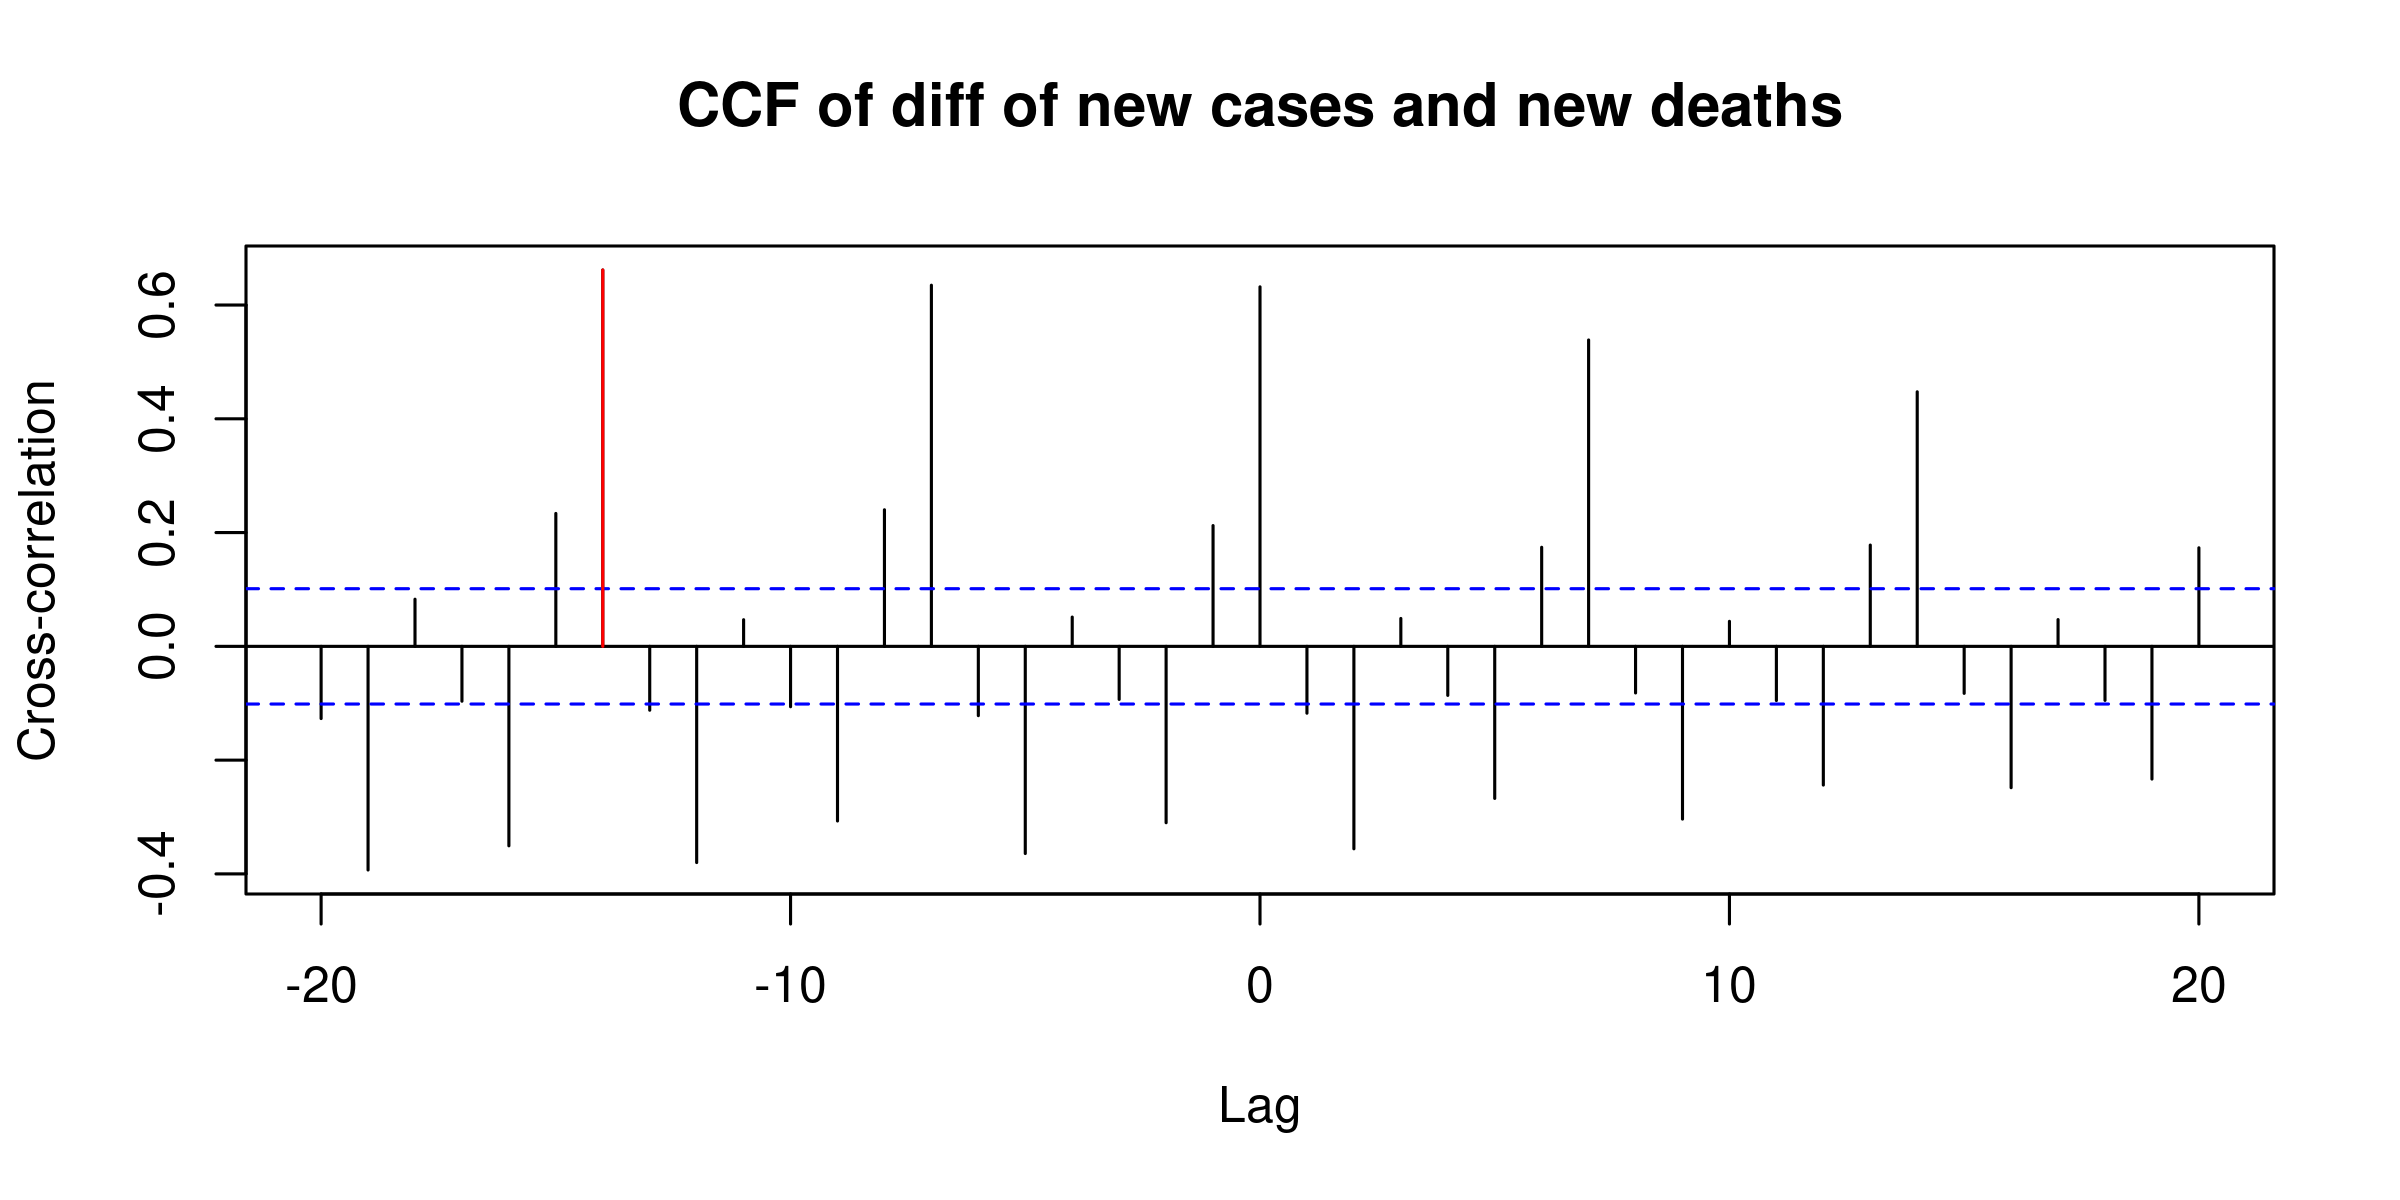 CCF of diff of new cases and new deaths
Cross-correlation
0.6
0.4
0.2
0.0
-0.4
-20 -10 0 10 20
Lag